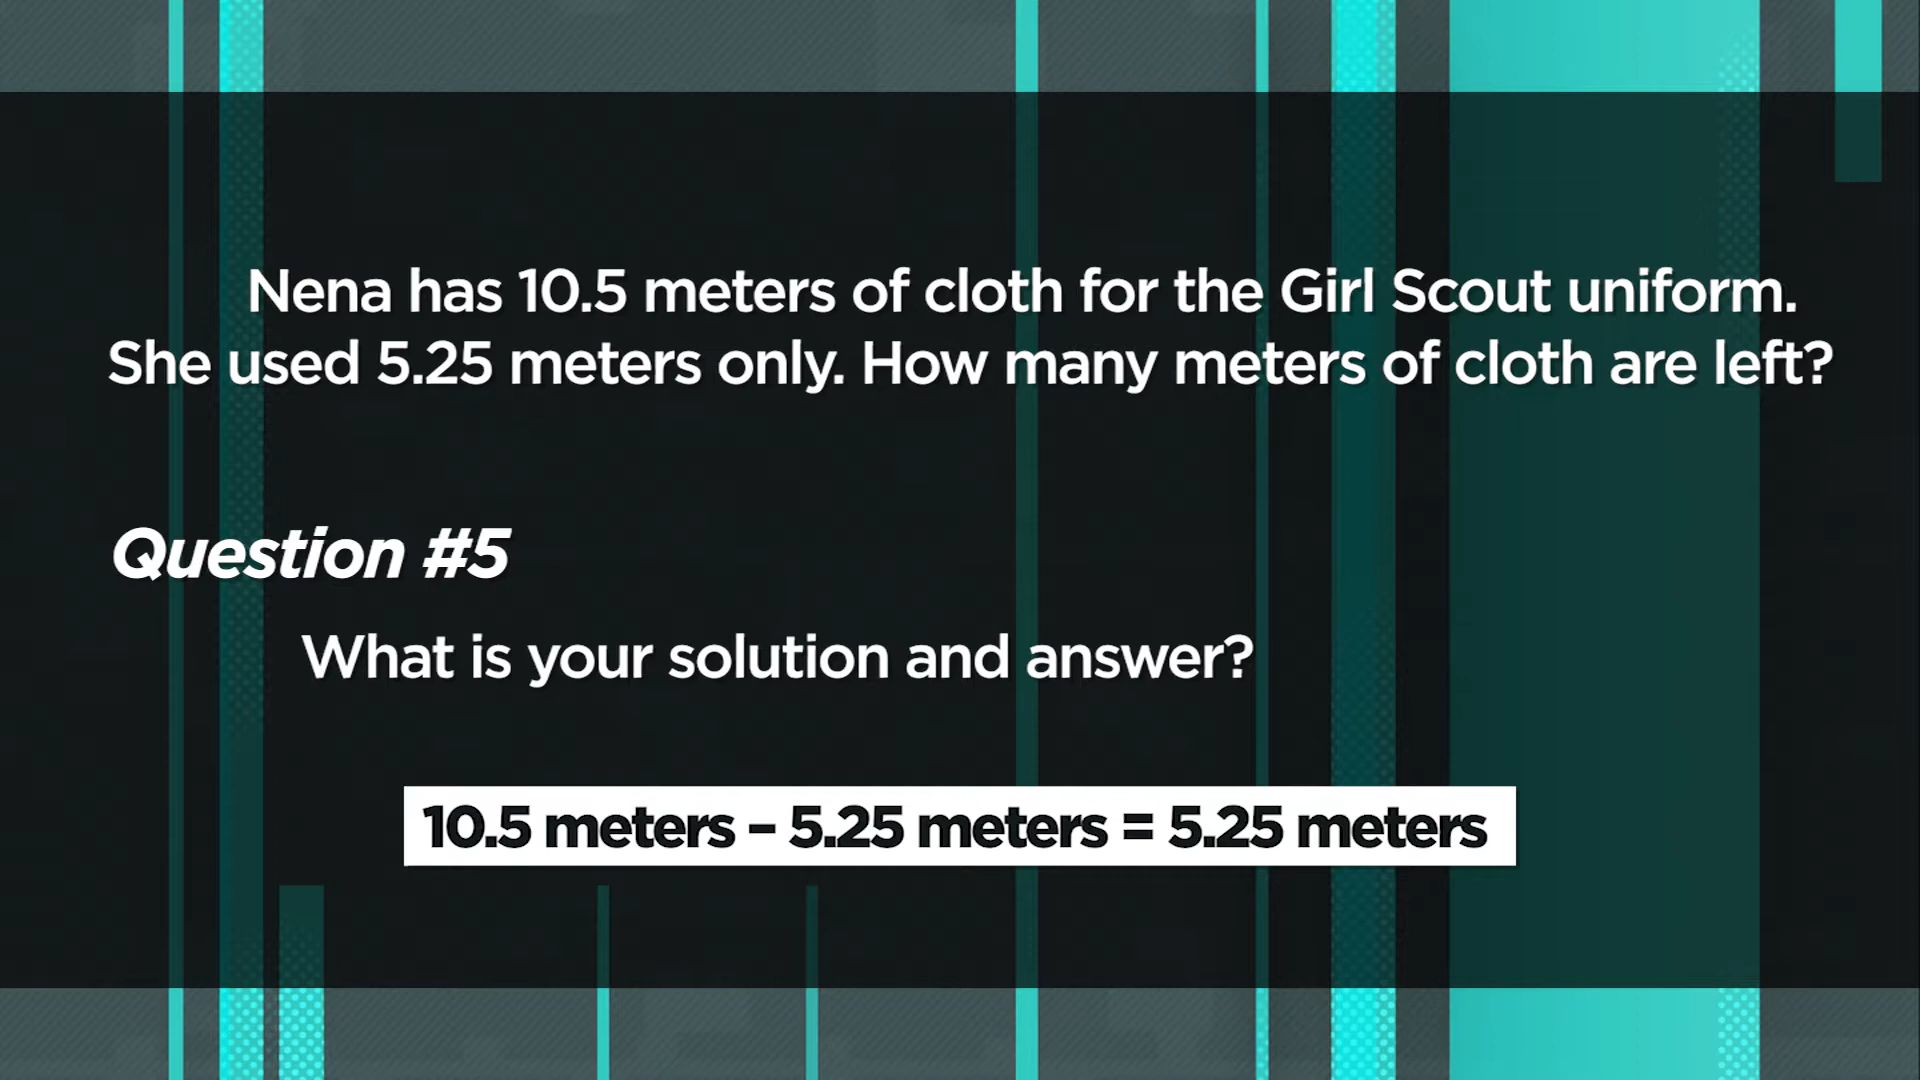 Nena has 10.5 meters of cloth for the Girl Scout uniform.
She used 5.25 meters only. How many meters of cloth are left?
Question #5
What is your solution and answer?
10.5 meters – 5.25 meters = 5.25 meters